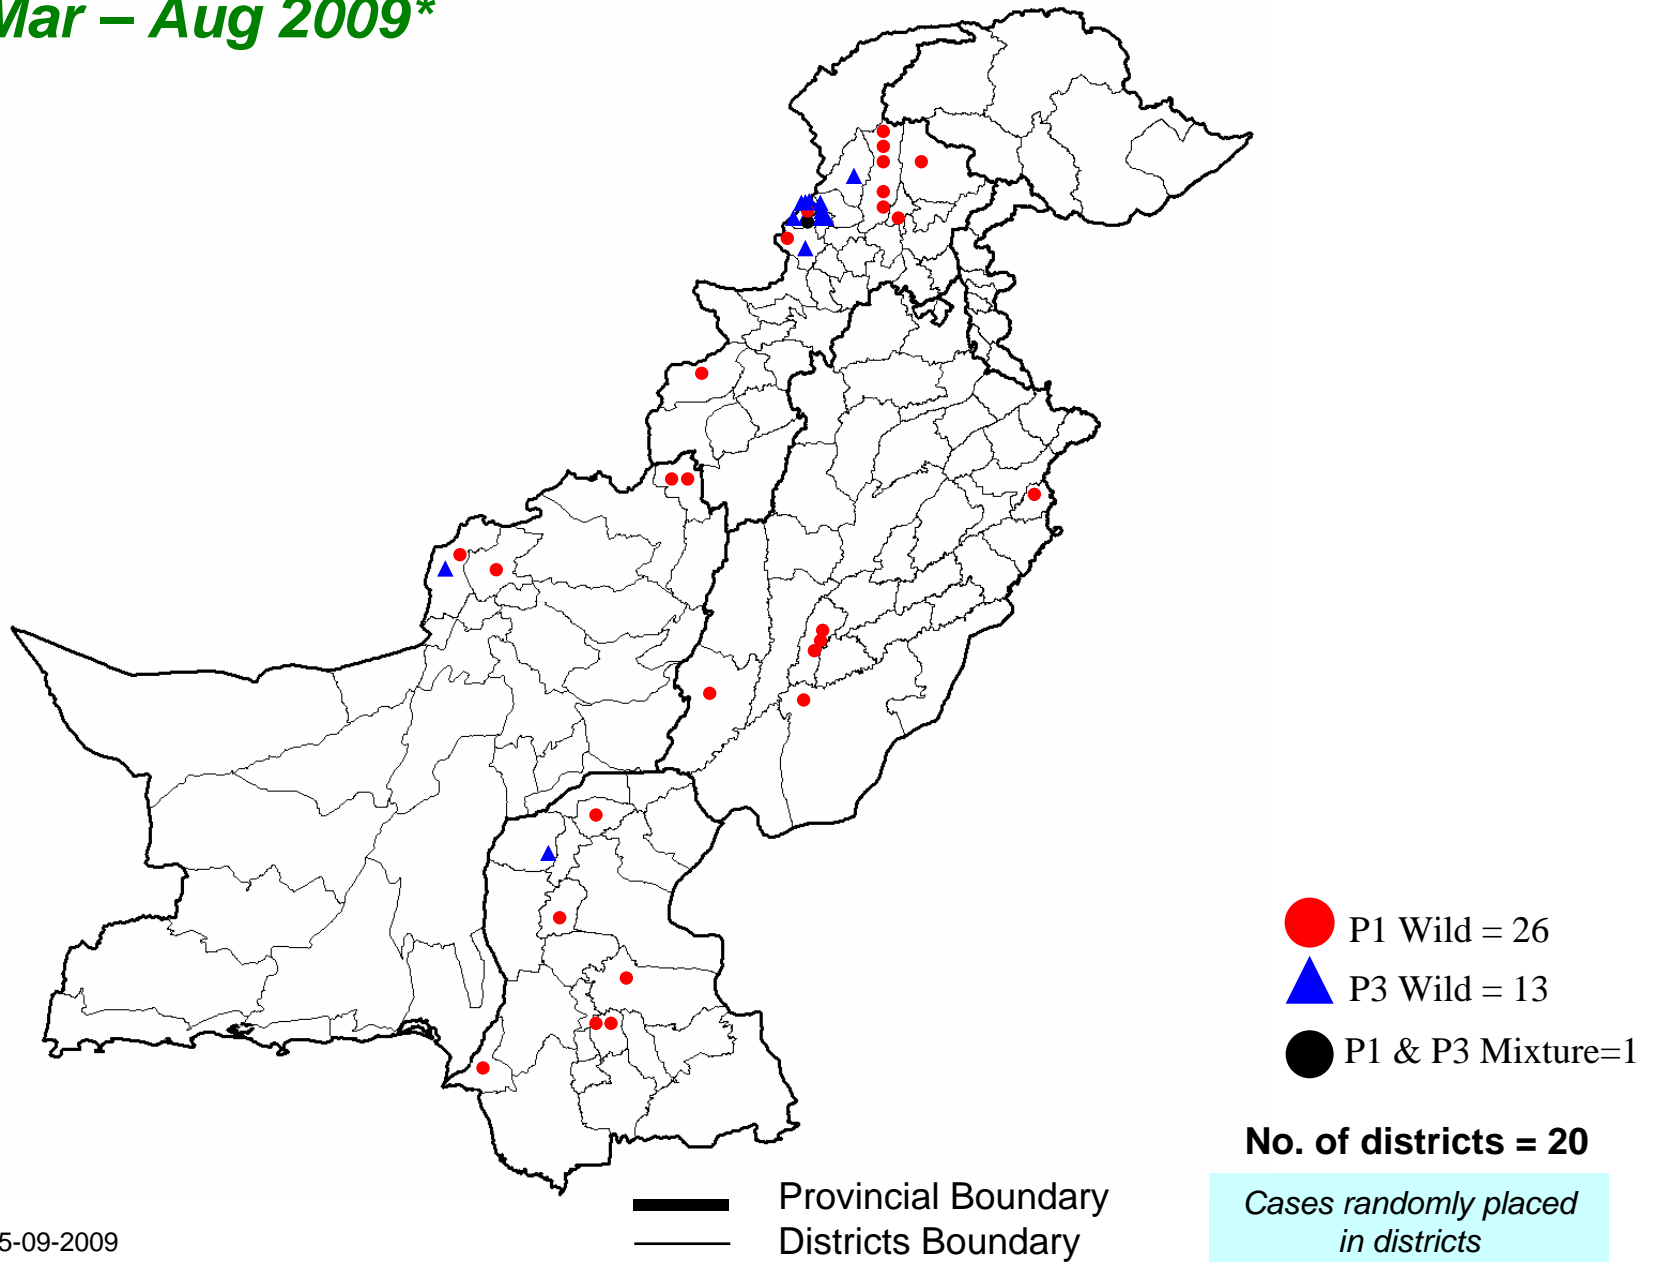 Mar – Aug 2009*
P1 Wild = 26
P3 Wild = 13
P1 & P3 Mixture=1
No. of districts = 20
Cases randomly placed
in districts
Provincial Boundary
Districts Boundary
5-09-2009